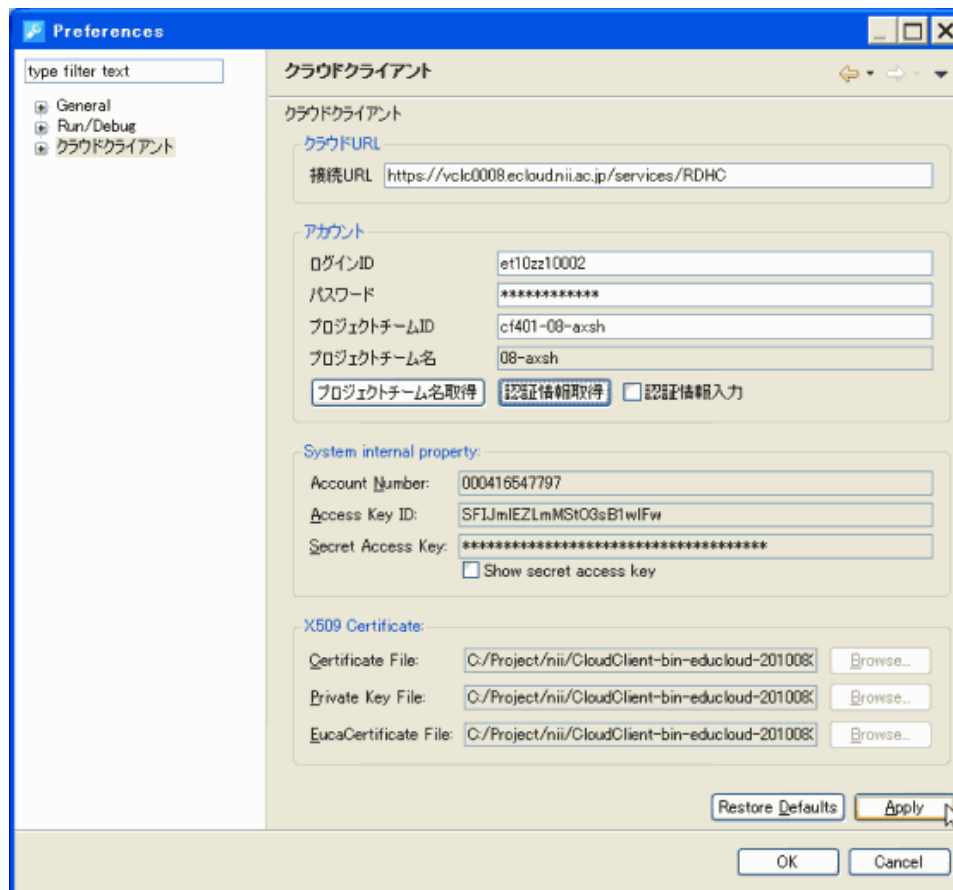 Preferences
type filter text
General
Run/Debug
クラウドクライアント
クラウドクライアント
クラウドクライアント
クラウドURL
接続URL https://vclc0008.ecloud.nii.ac.jp/services/RDHC
アカウント
ログインID et10zz10002
パスワード ************
プロジェクトチームID cf401-08-axsh
プロジェクトチーム名 08-axsh
プロジェクトチーム名取得 認証情報取得 認証情報入力
System internal property:
Account Number: 000416547797
Access Key ID: SFIJmIEZLmMStO3sB1wIFw
Secret Access Key: *************************************
Show secret access key
X509 Certificate:
Certificate File: C:/Project/nii/CloudClient-bin-educloud-201008 Browse...
Private Key File: C:/Project/nii/CloudClient-bin-educloud-201008 Browse...
EucaCertificate File: C:/Project/nii/CloudClient-bin-educloud-201008 Browse...
Restore Defaults Apply
OK Cancel